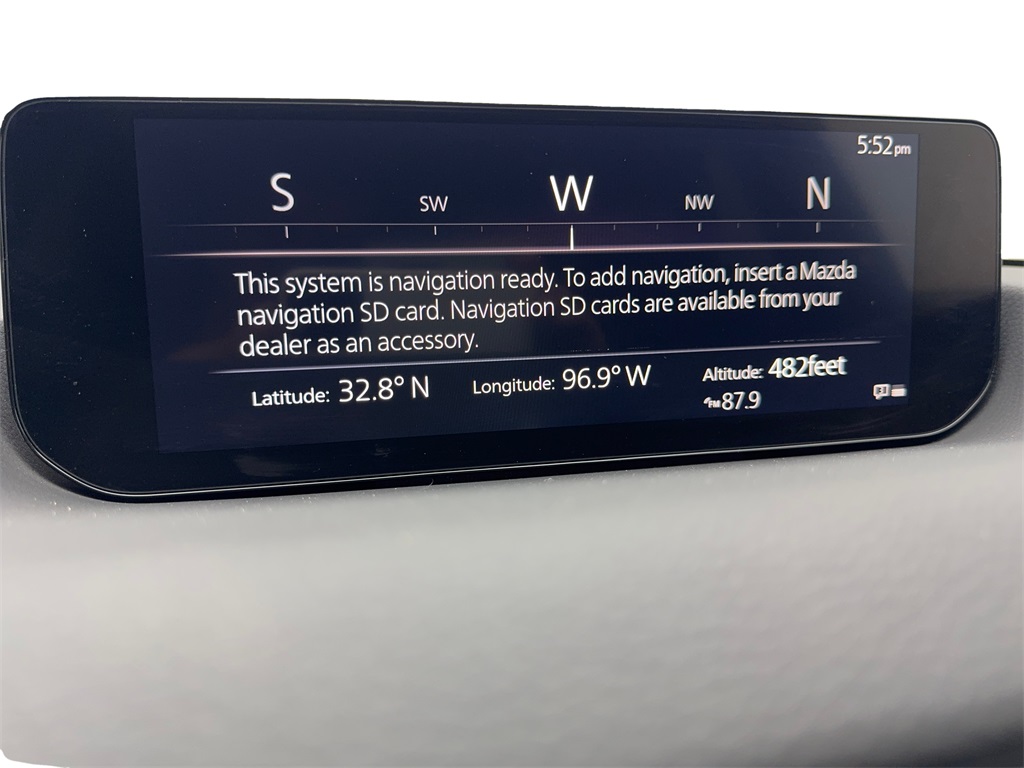 5:52pm
S SW W NW N
This system is navigation ready. To add navigation, insert a Mazda
navigation SD card. Navigation SD cards are available from your
dealer as an accessory.
Latitude: 32.8° N Longitude: 96.9° W Altitude: 482feet
FM 87.9